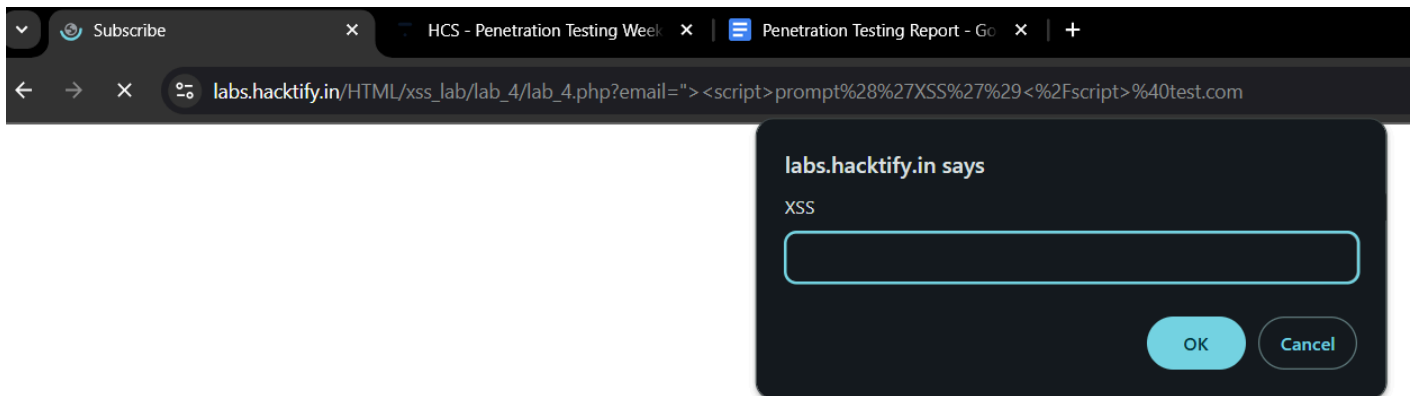 Subscribe
HCS - Penetration Testing Week
Penetration Testing Report - Go
labs.hacktify.in/HTML/xss_lab/lab_4/lab_4.php?email="><script>prompt%28%27XSS%27%29<%2Fscript>%40test.com
labs.hacktify.in says
XSS
OK
Cancel